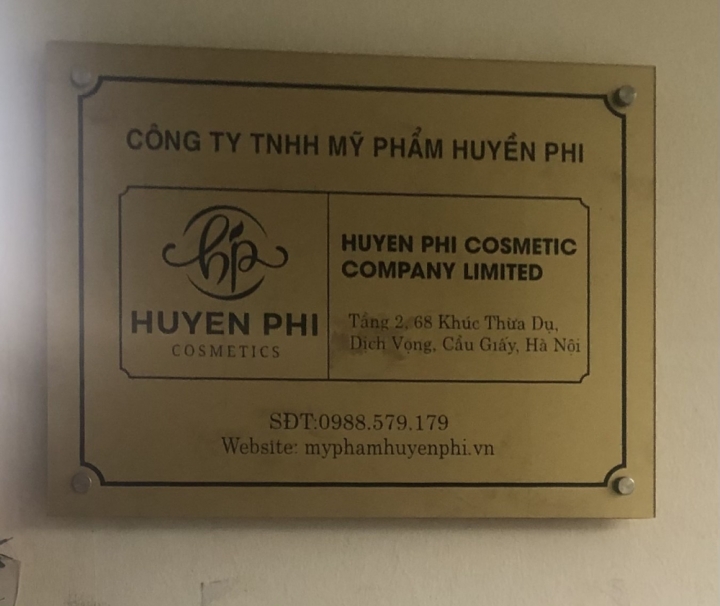 CÔNG TY TNHH MỸ PHẨM HUYỀN PHI
hp
HUYEN PHI
COSMETICS
HUYEN PHI COSMETIC
COMPANY LIMITED
Tầng 2, 68 Khúc Thừa Dụ,
Dịch Vọng, Cầu Giấy, Hà Nội
SĐT:0988.579.179
Website: myphamhuyenphi.vn